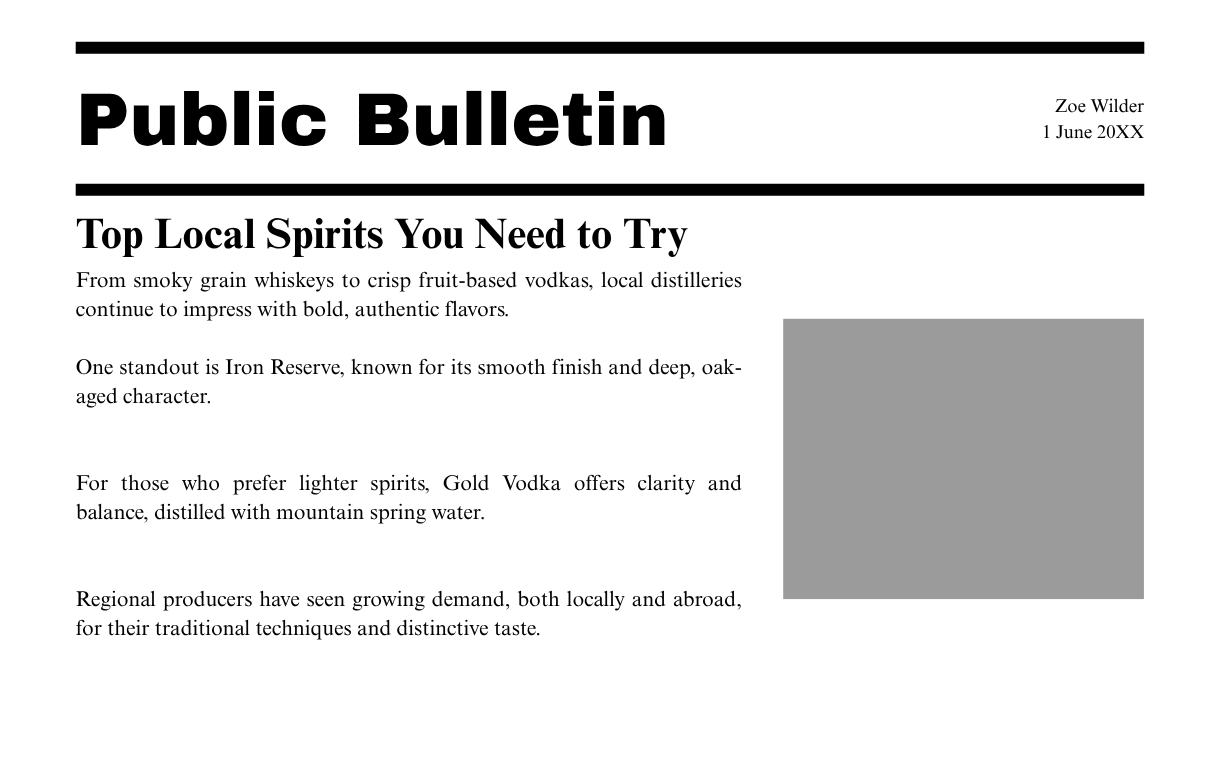 Public Bulletin
Zoe Wilder
1 June 20XX
Top Local Spirits You Need to Try
From smoky grain whiskeys to crisp fruit-based vodkas, local distilleries
continue to impress with bold, authentic flavors.
One standout is Iron Reserve, known for its smooth finish and deep, oak-
aged character.
For those who prefer lighter spirits, Gold Vodka offers clarity and
balance, distilled with mountain spring water.
Regional producers have seen growing demand, both locally and abroad,
for their traditional techniques and distinctive taste.